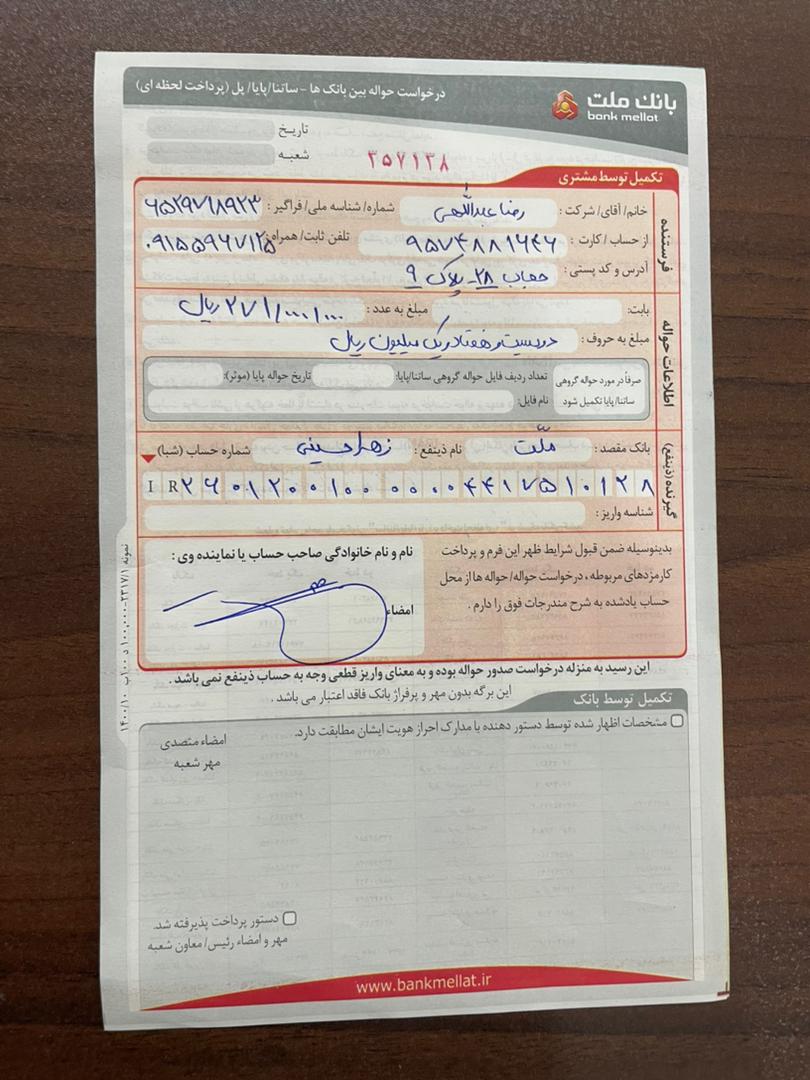 بانک ملت
bank mellat
درخواست حواله بین بانک ها - ساتنا/پایا/پل (پرداخت لحظه ای)
تاریخ
شعبه
۳۵۷۱۳۸
تکمیل توسط مشتری
فرستنده
خانم/آقای/شرکت: رضا عبداللهی شماره/شناسه ملی/فراگیر: ۶۵۲۹۷۱۸۹۲۳
از حساب/کارت: ۹۵۷۴۸۸۱۶۴۶ تلفن ثابت/همراه: ۰۹۱۵۵۹۶۷۱۲۵
آدرس و کد پستی: حجاب ۲۸- پلاک ۹
اطلاعات حواله
بابت: مبلغ به عدد: ۲۷۱/۰۰۰/۰۰۰ ریال
مبلغ به حروف: دویست و هفتاد و یک میلیون ریال
صرفاً در مورد حواله گروهی ساتنا/پایا تکمیل شود
تعداد ردیف فایل حواله گروهی ساتنا/پایا: تاریخ حواله پایا (موثر):
نام فایل:
گیرنده (ذینفع)
بانک مقصد: ملّت نام ذینفع: زهرا حسینی شماره حساب (شبا)
IR ۲۶۰۱۲۰۰۱۰۰۰۰۰۰۴۴۱۷۵۱۰۱۲۸
شناسه واریز:
بدینوسیله ضمن قبول شرایط ظهر این فرم و پرداخت
کارمزدهای مربوطه، درخواست حواله/حواله ها از محل
حساب یادشده به شرح مندرجات فوق را دارم.
نام و نام خانوادگی صاحب حساب یا نماینده وی:
امضاء
این رسید به منزله درخواست صدور حواله بوده و به معنای واریز قطعی وجه به حساب ذینفع نمی باشد.
این برگه بدون مهر و پرفراژ بانک فاقد اعتبار می باشد.
تکمیل توسط بانک
مشخصات اظهار شده توسط دستور دهنده با مدارک احراز هویت ایشان مطابقت دارد.
امضاء متصدی
مهر شعبه
دستور پرداخت پذیرفته شد.
مهر و امضاء رئیس/معاون شعبه
www.bankmellat.ir